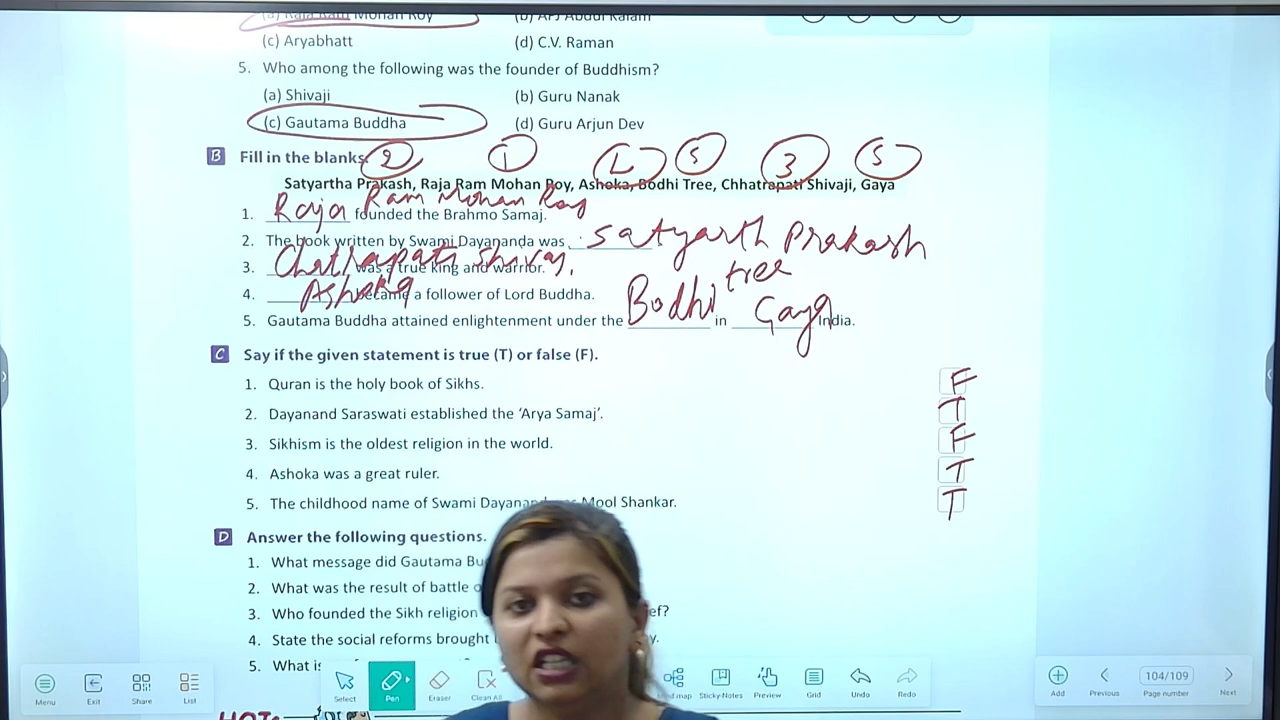 (a) Raja Ram Mohan Roy (b) APJ Abdul Kalam
(c) Aryabhatt (d) C.V. Raman
5. Who among the following was the founder of Buddhism?
(a) Shivaji (b) Guru Nanak
(c) Gautama Buddha (d) Guru Arjun Dev
B Fill in the blanks. 2 1 5 3 5
Satyartha Prakash, Raja Ram Mohan Roy, Ashoka, Bodhi Tree, Chhatrapati Shivaji, Gaya
1. Raja Ram Mohan Roy founded the Brahmo Samaj.
2. The book written by Swami Dayananda was Satyarth Prakash
3. Chatrapati Shivaji was a true king and warrior.
4. Ashoka became a follower of Lord Buddha.
5. Gautama Buddha attained enlightenment under the Bodhi tree in Gaya India.
C Say if the given statement is true (T) or false (F).
1. Quran is the holy book of Sikhs. F
2. Dayanand Saraswati established the ‘Arya Samaj’. T
3. Sikhism is the oldest religion in the world. F
4. Ashoka was a great ruler. T
5. The childhood name of Swami Mool Shankar. T
D Answer the following questions.
1. What message did Gautama
2. What was the result of battle
3. Who founded the Sikh religion
4. State the social reforms brought
5. What is
Menu Exit Share List Select Pen Eraser Clean All Mind map Sticky-Notes Preview Grid Undo Redo Add Previous 104/109 Page number Next
HOTs